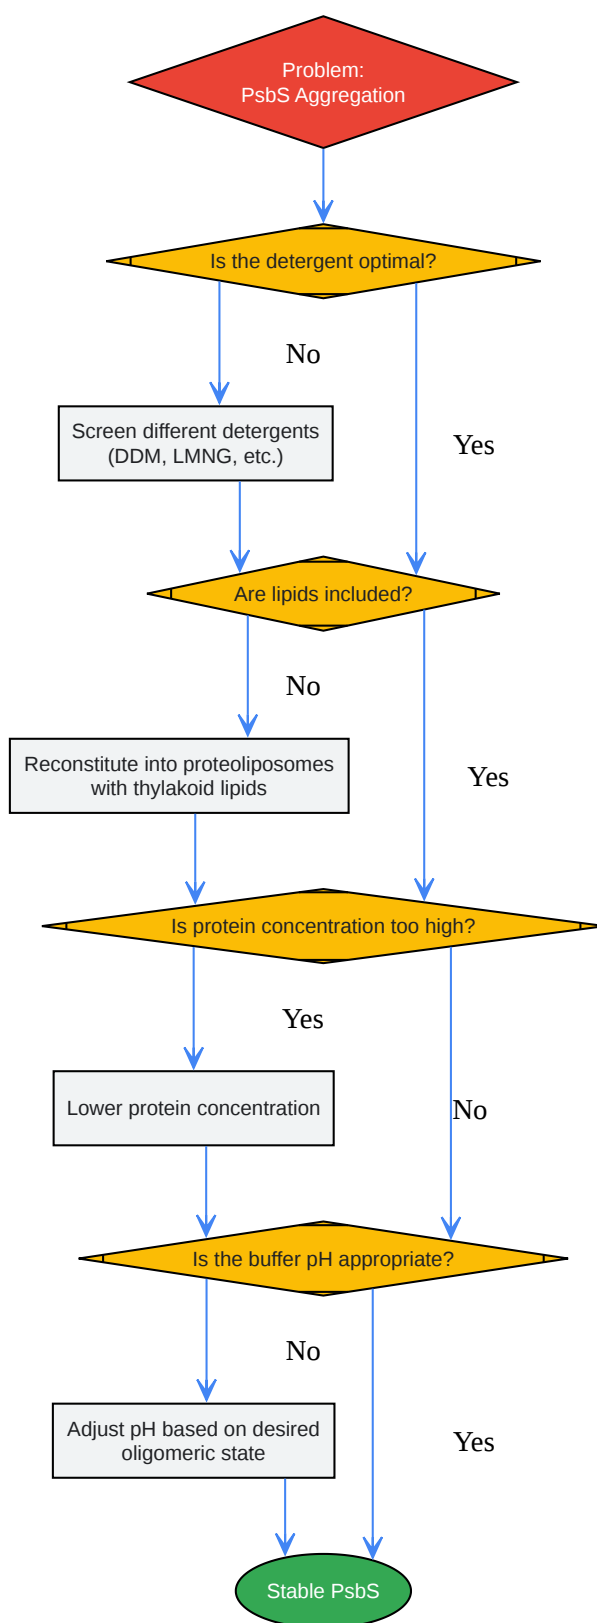 Problem:
PsbS Aggregation
Is the detergent optimal?
No
Screen different detergents
(DDM, LMNG, etc.)
Yes
Are lipids included?
No
Reconstitute into proteoliposomes
with thylakoid lipids
Yes
Is protein concentration too high?
Yes
Lower protein concentration
No
Is the buffer pH appropriate?
No
Adjust pH based on desired
oligomeric state
Yes
Stable PsbS